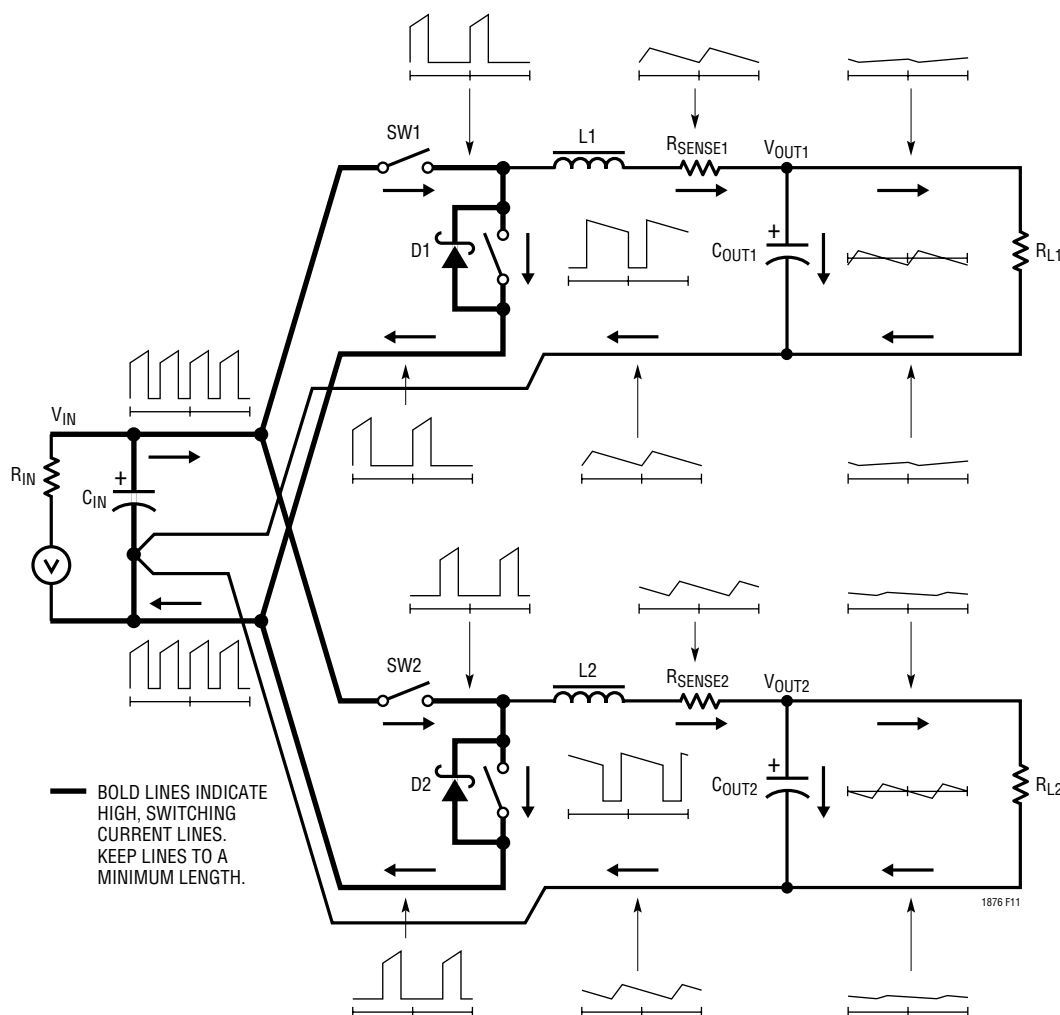 SW1
L1
RSENSE1
VOUT1
D1
COUT1
+
RL1
VIN
RIN
CIN
+
V
SW2
L2
RSENSE2
VOUT2
D2
COUT2
+
RL2
BOLD LINES INDICATE
HIGH, SWITCHING
CURRENT LINES.
KEEP LINES TO A
MINIMUM LENGTH.
1876 F11